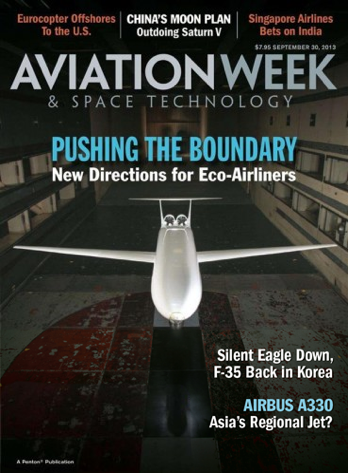 Eurocopter Offshores
To the U.S.
CHINA'S MOON PLAN
Outdoing Saturn V
Singapore Airlines
Bets on India
$7.95 SEPTEMBER 30, 2013
AVIATION WEEK
& SPACE TECHNOLOGY
PUSHING THE BOUNDARY
New Directions for Eco-Airliners
Silent Eagle Down,
F-35 Back in Korea
AIRBUS A330
Asia's Regional Jet?
A Penton® Publication